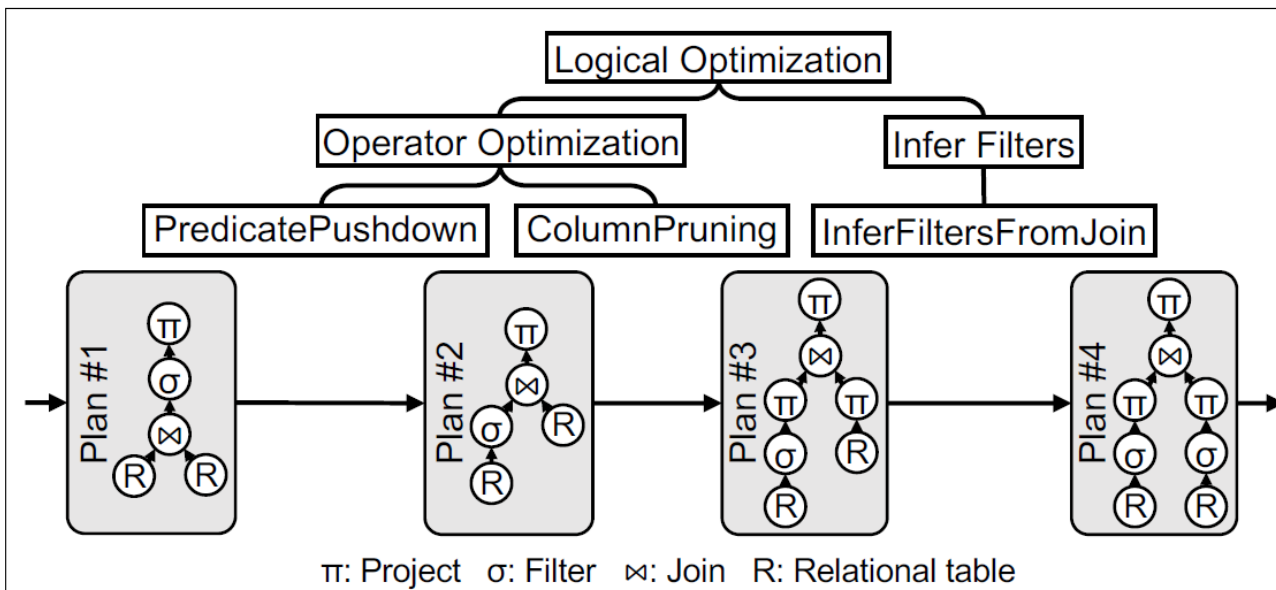 Logical Optimization
Operator Optimization
Infer Filters
PredicatePushdown
ColumnPruning
InferFiltersFromJoin
Plan #1
π
σ
⋈
R R
Plan #2
π
⋈
σ R
R
Plan #3
π
⋈
π π
σ R
R
Plan #4
π
⋈
π π
σ σ
R R
π: Project σ: Filter ⋈: Join R: Relational table